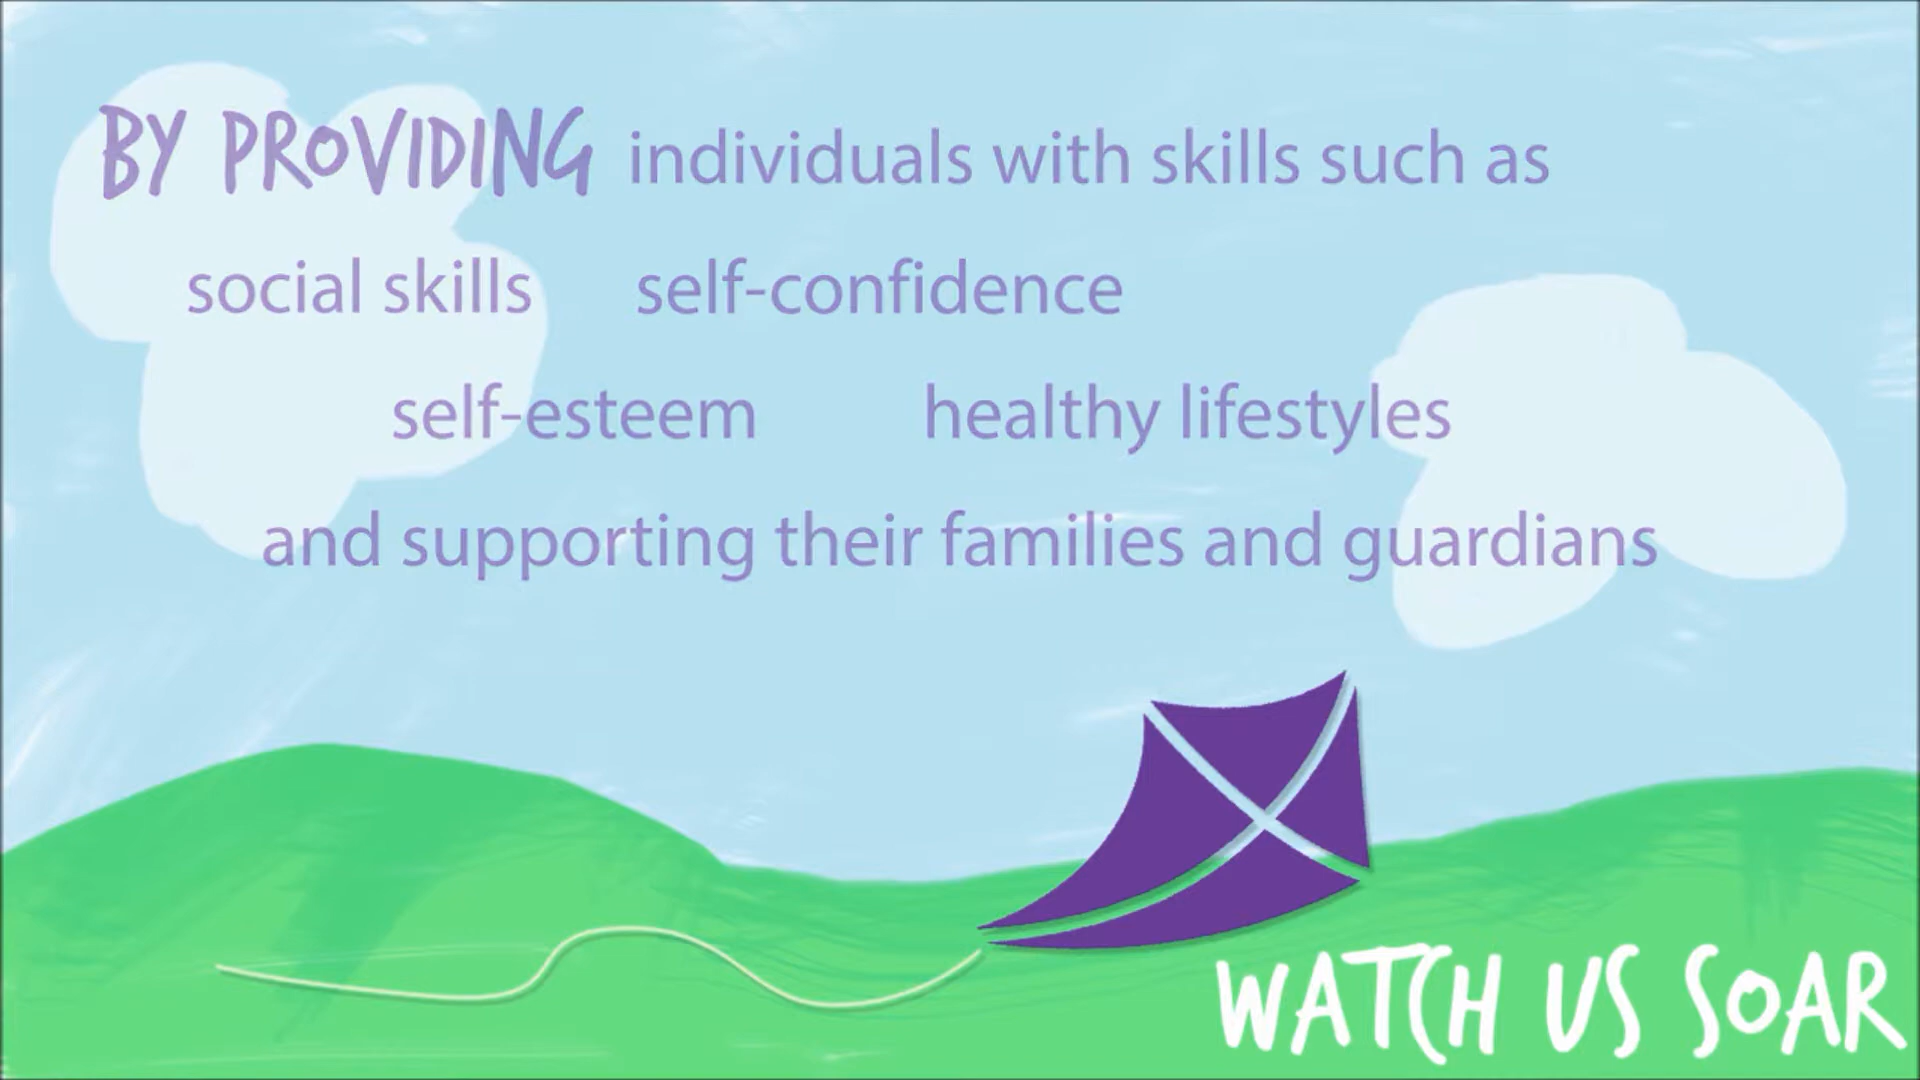 BY PROVIDING individuals with skills such as
social skills self-confidence
self-esteem healthy lifestyles
and supporting their families and guardians
WATCH US SOAR